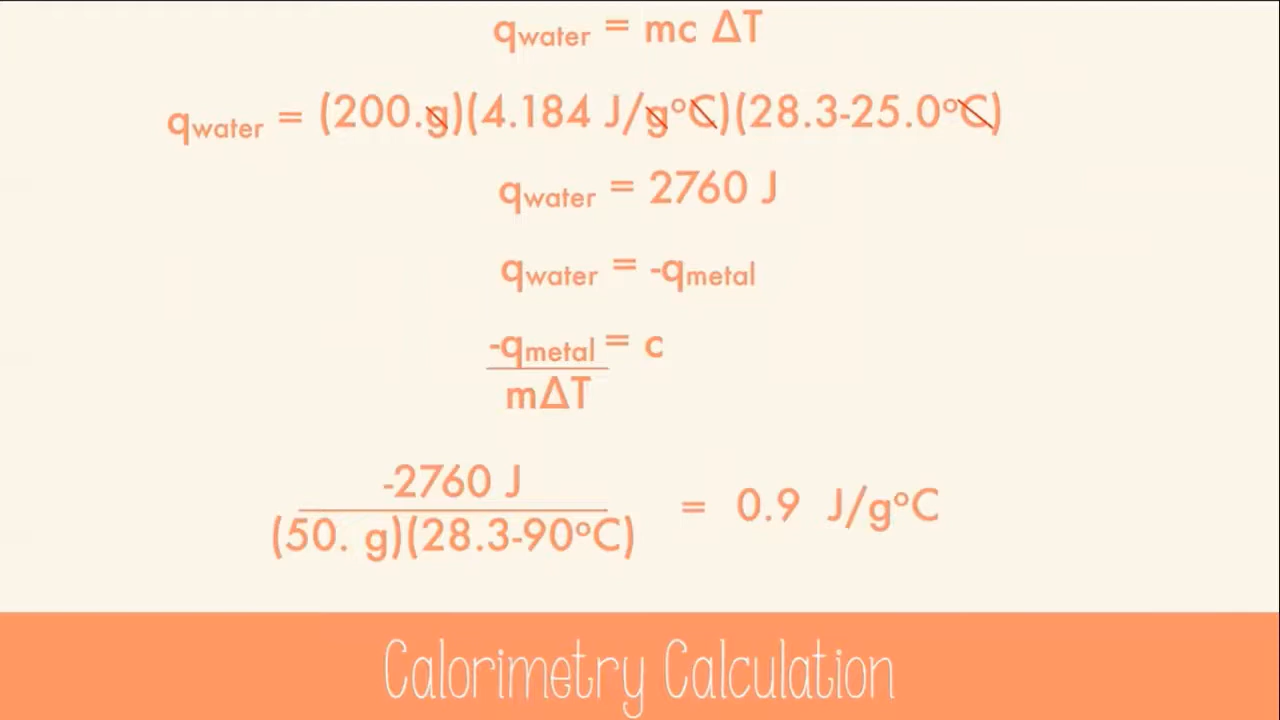 qwater = mc ΔT
qwater = (200.g)(4.184 J/g°C)(28.3-25.0°C)
qwater = 2760 J
qwater = -qmetal
-qmetal = c
mΔT
-2760 J
(50. g)(28.3-90°C) = 0.9 J/g°C
Calorimetry Calculation